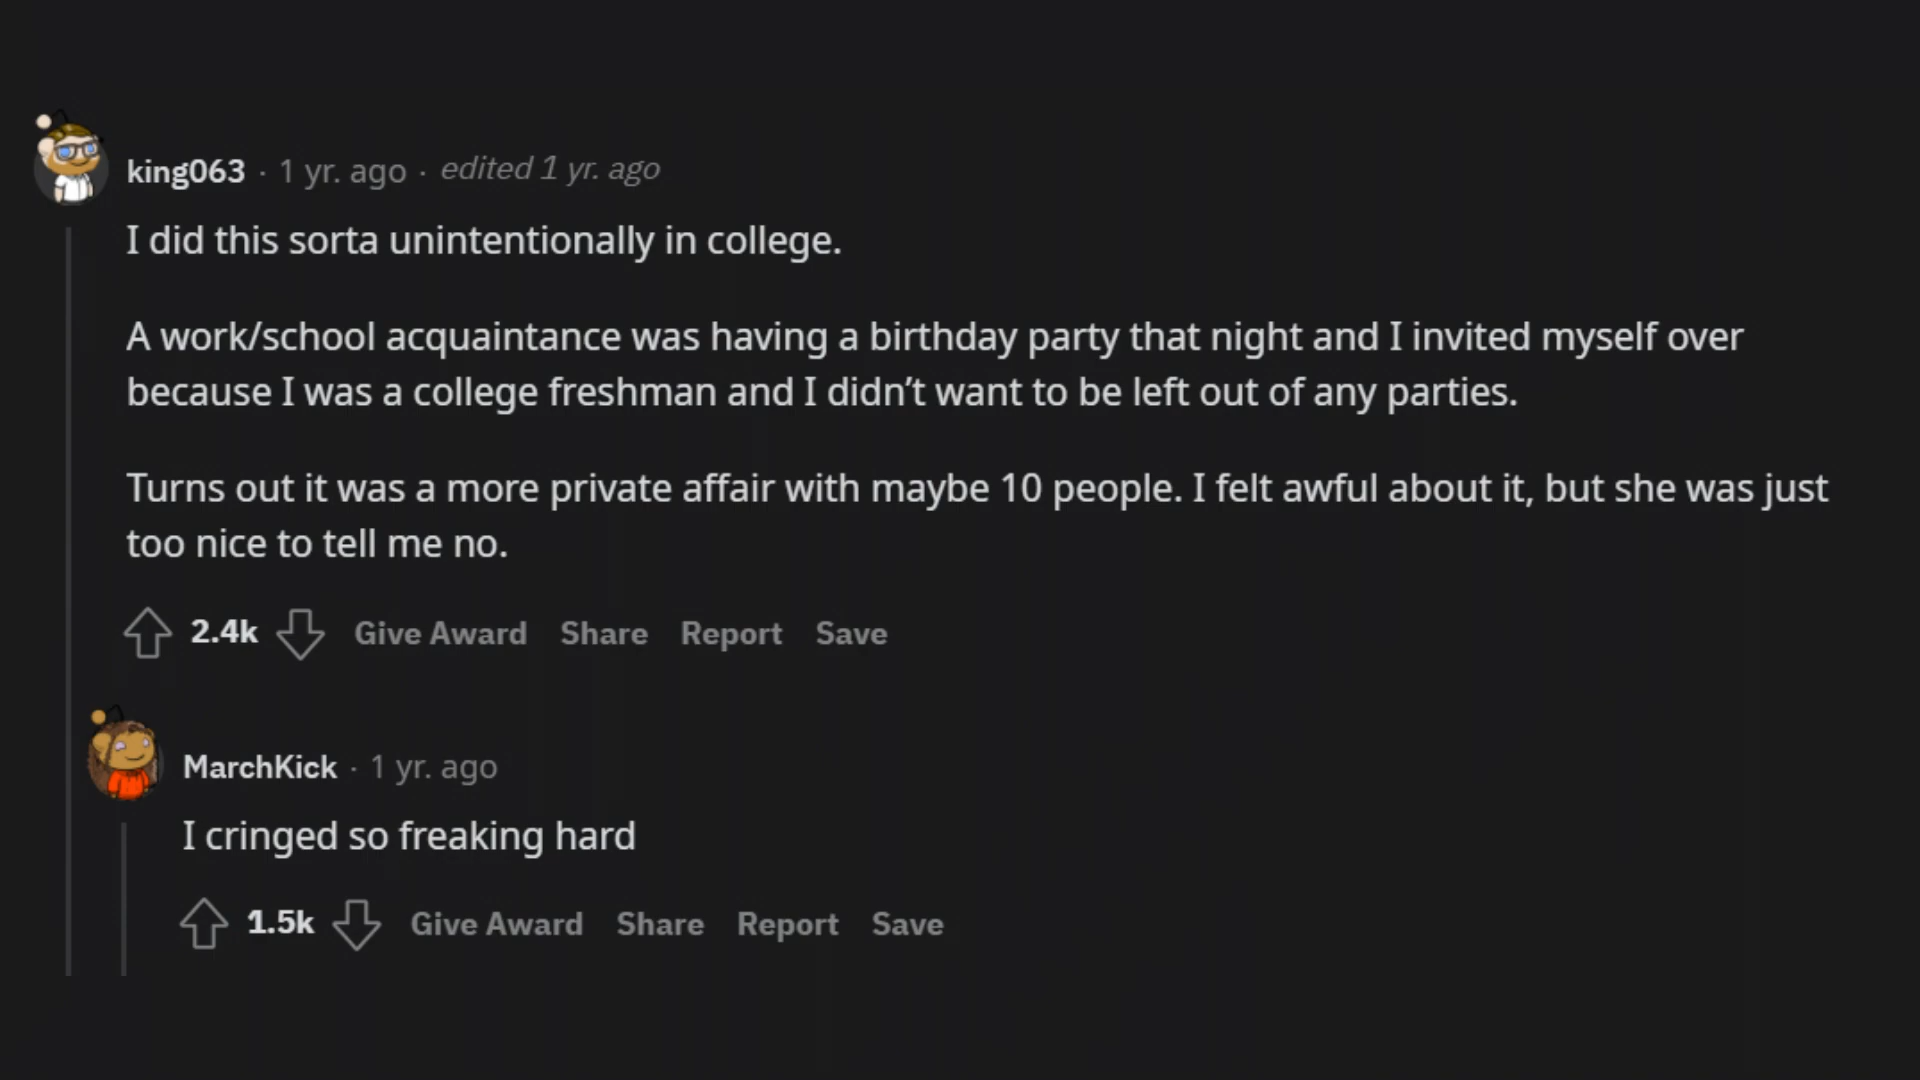 king063 · 1 yr. ago · edited 1 yr. ago
I did this sorta unintentionally in college.
A work/school acquaintance was having a birthday party that night and I invited myself over
because I was a college freshman and I didn’t want to be left out of any parties.
Turns out it was a more private affair with maybe 10 people. I felt awful about it, but she was just
too nice to tell me no.
2.4k Give Award Share Report Save
MarchKick · 1 yr. ago
I cringed so freaking hard
1.5k Give Award Share Report Save